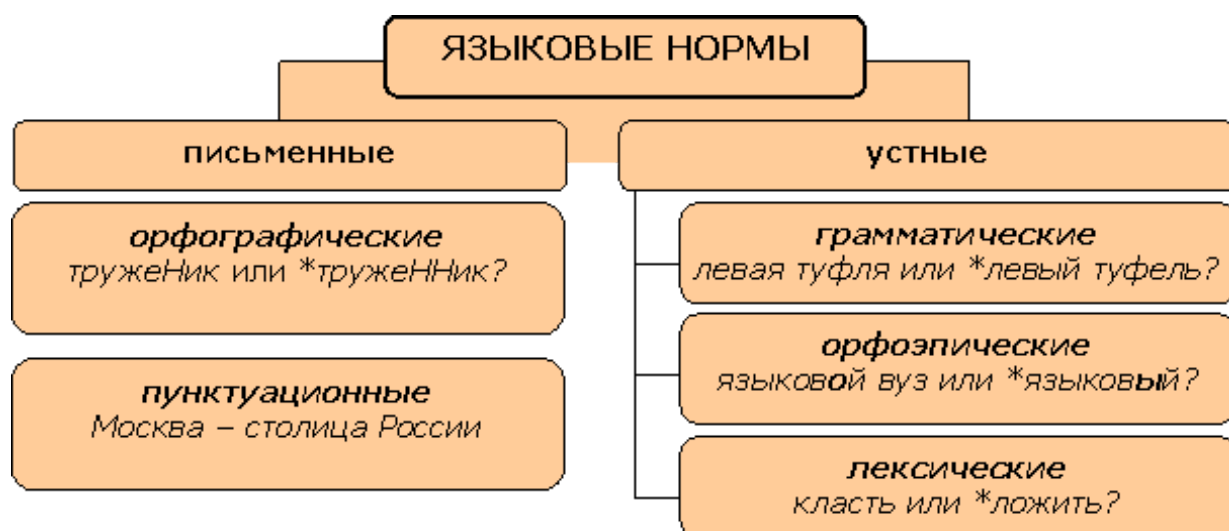 ЯЗЫКОВЫЕ НОРМЫ
письменные
орфографические
тружеНик или *тружеННик?
пунктуационные
Москва – столица России
устные
грамматические
левая туфля или *левый туфель?
орфоэпические
языковой вуз или *языковый?
лексические
класть или *ложить?